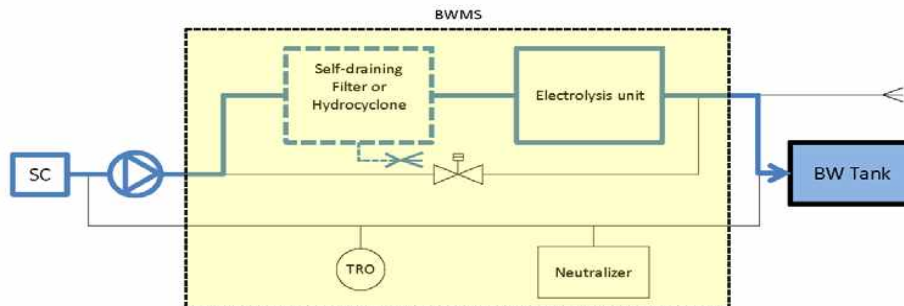 BWMS
Self-draining
Filter or
Hydrocyclone
Electrolysis unit
SC
BW Tank
TRO
Neutralizer